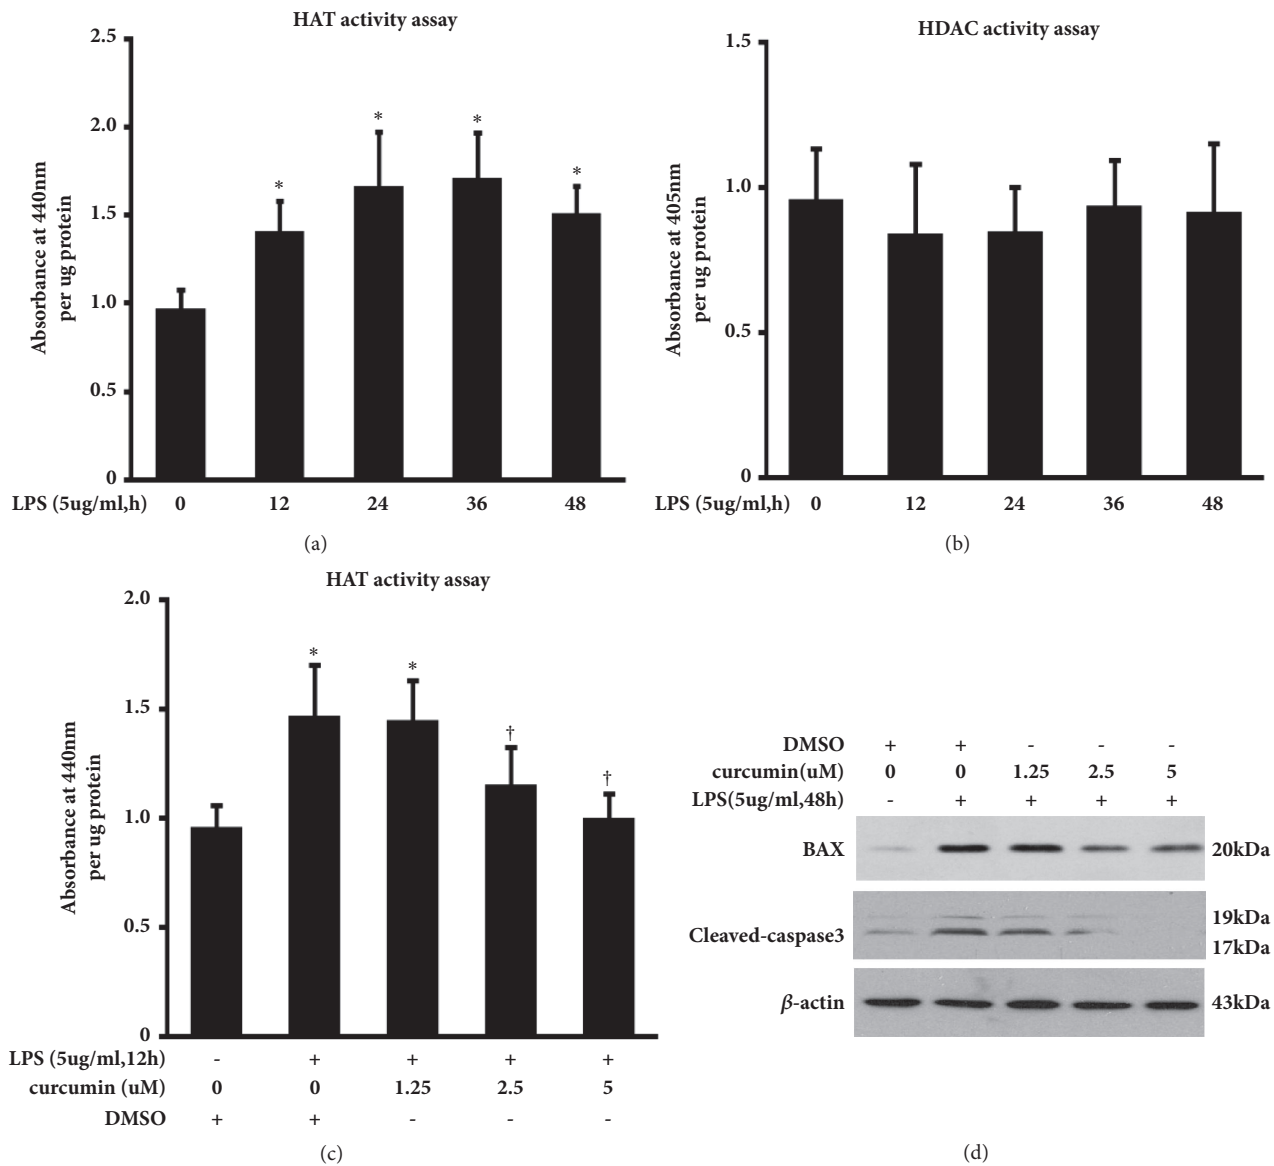 HAT activity assay
2.5
2.0
1.5
1.0
0.5
0
Absorbance at 440nm
per ug protein
* * * *
LPS (5ug/ml,h) 0 12 24 36 48
(a)
HDAC activity assay
1.5
1.0
0.5
0
Absorbance at 405nm
per ug protein
LPS (5ug/ml,h) 0 12 24 36 48
(b)
HAT activity assay
2.0
1.5
1.0
0.5
0
Absorbance at 440nm
per ug protein
* * † †
LPS (5ug/ml,12h) - + + + +
curcumin (uM) 0 0 1.25 2.5 5
DMSO + + - - -
(c)
DMSO + + - - -
curcumin(uM) 0 0 1.25 2.5 5
LPS(5ug/ml,48h) - + + + +
BAX 20kDa
Cleaved-caspase3 19kDa
17kDa
β-actin 43kDa
(d)